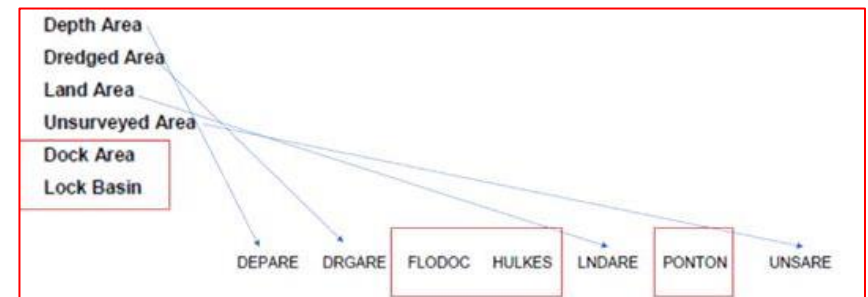 Depth Area
Dredged Area
Land Area
Unsurveyed Area
Dock Area
Lock Basin
DEPARE DRGARE FLODOC HULKES LNDARE PONTON UNSARE